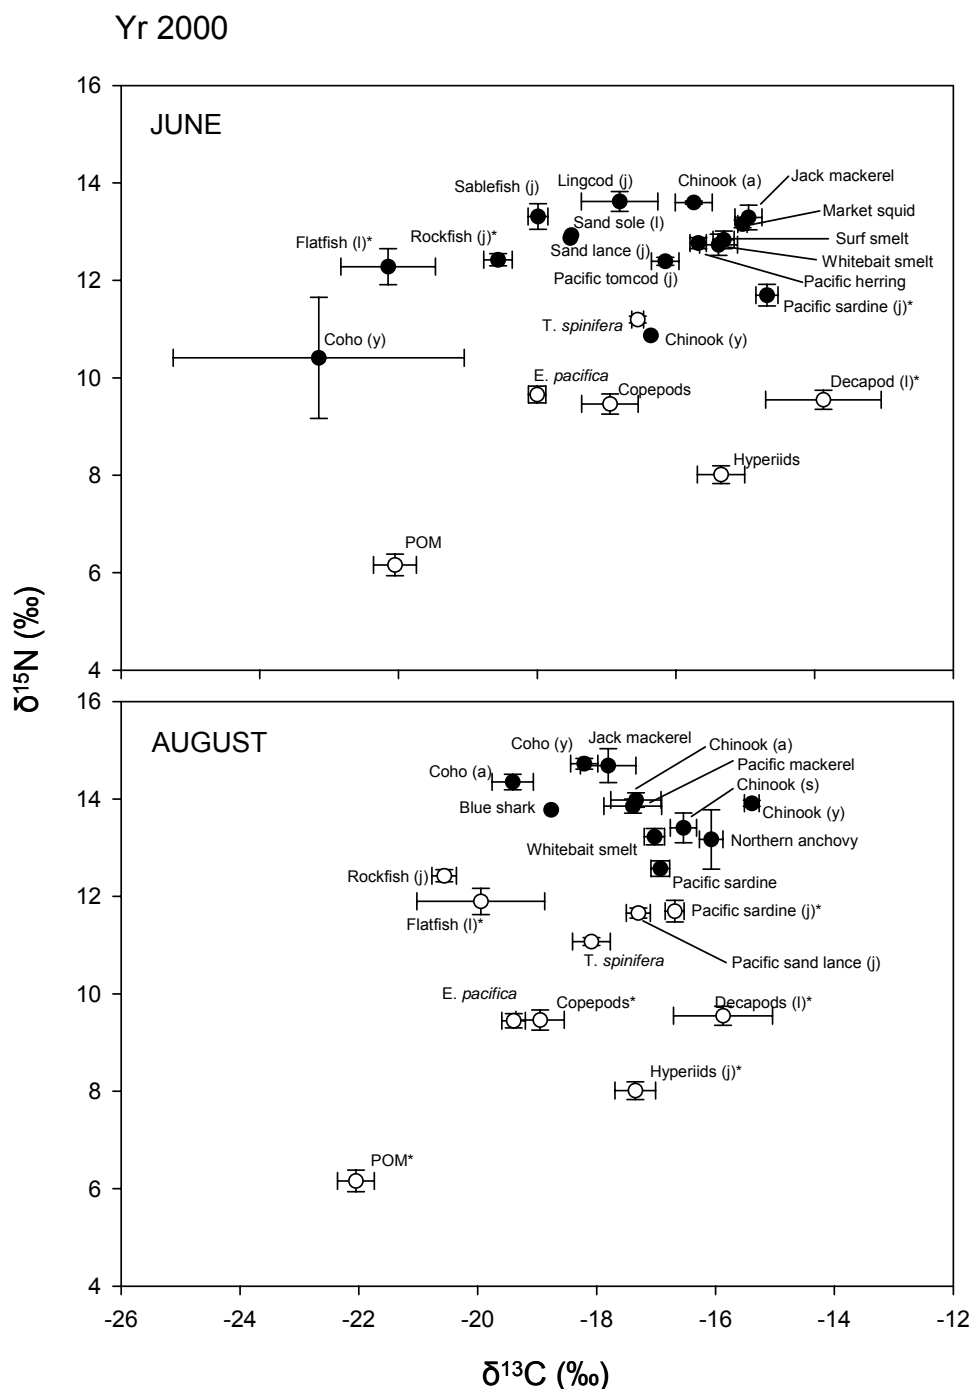 Yr 2000
16
JUNE
14
12
10
8
6
4
Jack mackerel
Lingcod (j)
Chinook (a)
Sablefish (j)
Market squid
Sand sole (l)
Rockfish (j)*
Surf smelt
Flatfish (l)*
Sand lance (j)
Whitebait smelt
Pacific tomcod (j)
Pacific herring
Pacific sardine (j)*
T. spinifera
Coho (y)
Chinook (y)
E. pacifica
Copepods
Decapod (l)*
Hyperiids
POM
δ15N (‰)
16
AUGUST
14
12
10
8
6
4
Coho (y)
Jack mackerel
Chinook (a)
Pacific mackerel
Coho (a)
Chinook (s)
Blue shark
Chinook (y)
Whitebait smelt
Northern anchovy
Rockfish (j)
Pacific sardine
Flatfish (l)*
Pacific sardine (j)*
T. spinifera
Pacific sand lance (j)
E. pacifica
Copepods*
Decapods (l)*
Hyperiids (j)*
POM*
-26 -24 -22 -20 -18 -16 -14 -12
δ13C (‰)